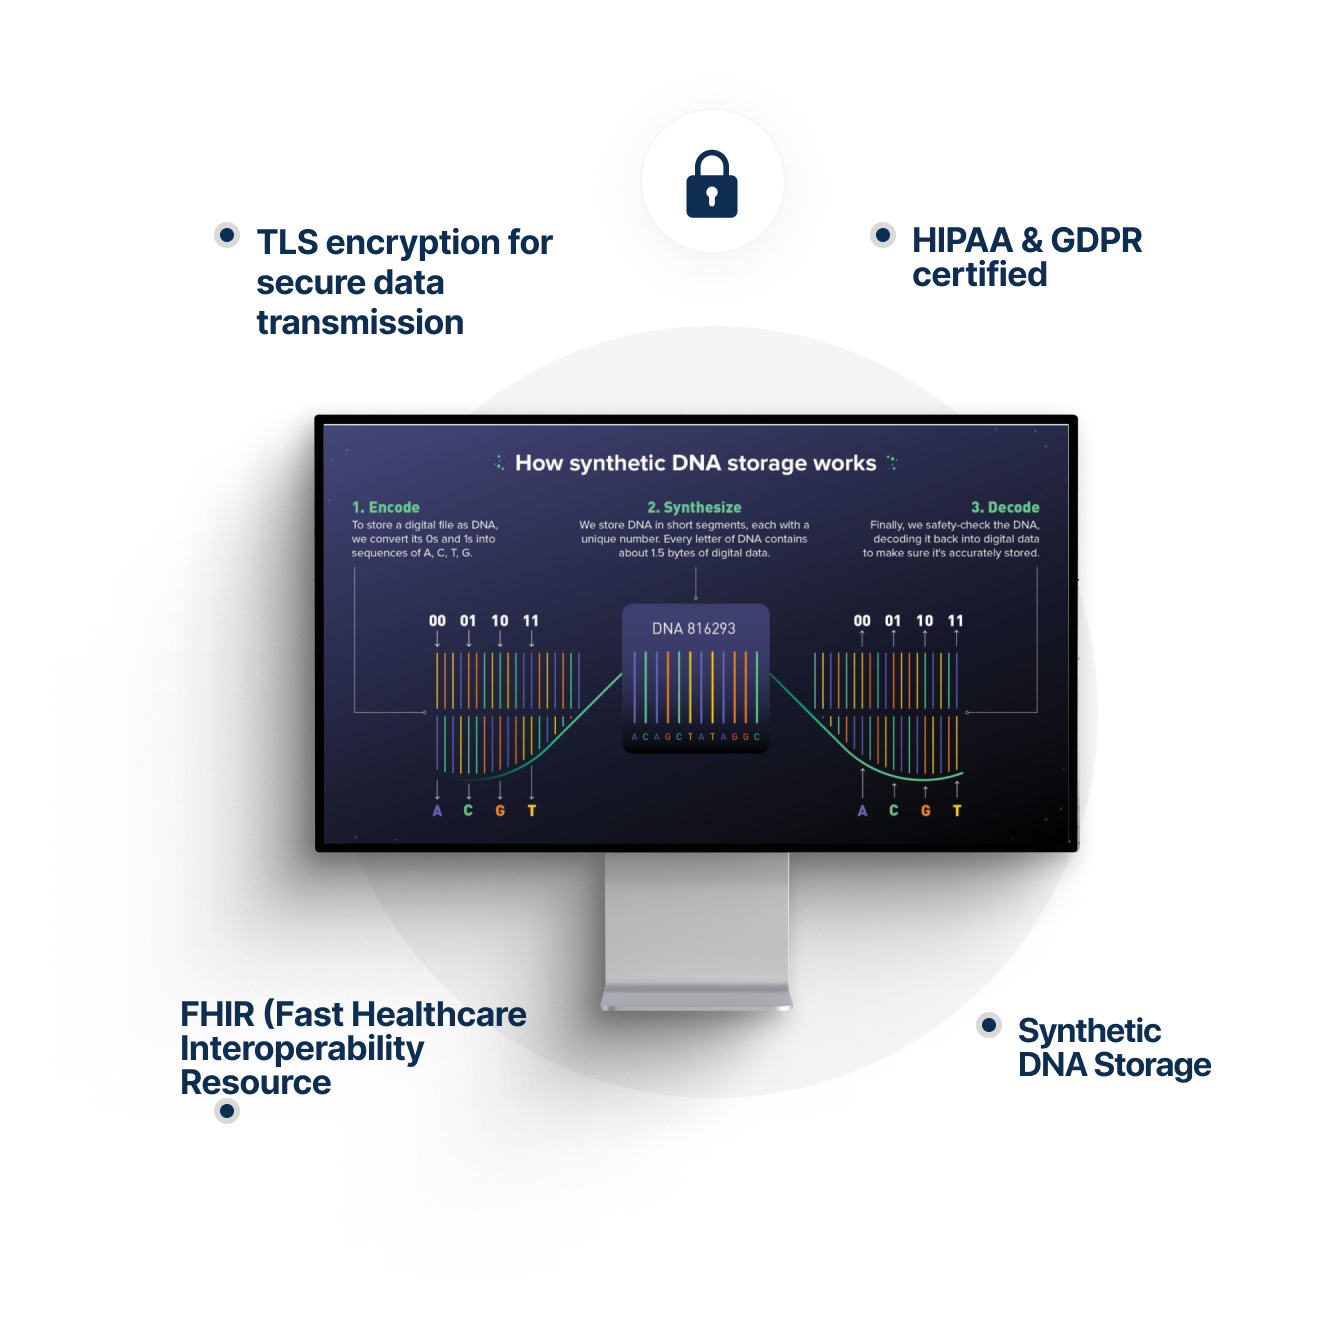 TLS encryption for
secure data
transmission
HIPAA & GDPR
certified
How synthetic DNA storage works
1. Encode
To store a digital file as DNA,
we convert its 0s and 1s into
sequences of A, C, T, G.
2. Synthesize
We store DNA in short segments, each with a
unique number. Every letter of DNA contains
about 1.5 bytes of digital data.
3. Decode
Finally, we safety-check the DNA,
decoding it back into digital data
to make sure it's accurately stored.
00 01 10 11
DNA 816293
00 01 10 11
A C A G C T A T A G G C
A C G T
A C G T
FHIR (Fast Healthcare
Interoperability
Resource
Synthetic
DNA Storage